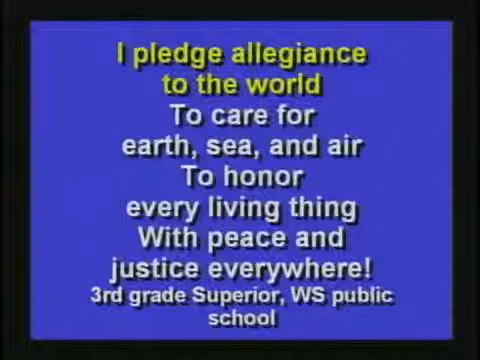 I pledge allegiance
to the world
To care for
earth, sea, and air
To honor
every living thing
With peace and
justice everywhere!
3rd grade Superior, WS public
school